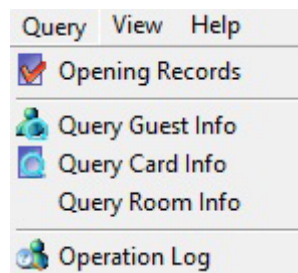 Query View Help
Opening Records
Query Guest Info
Query Card Info
Query Room Info
Operation Log